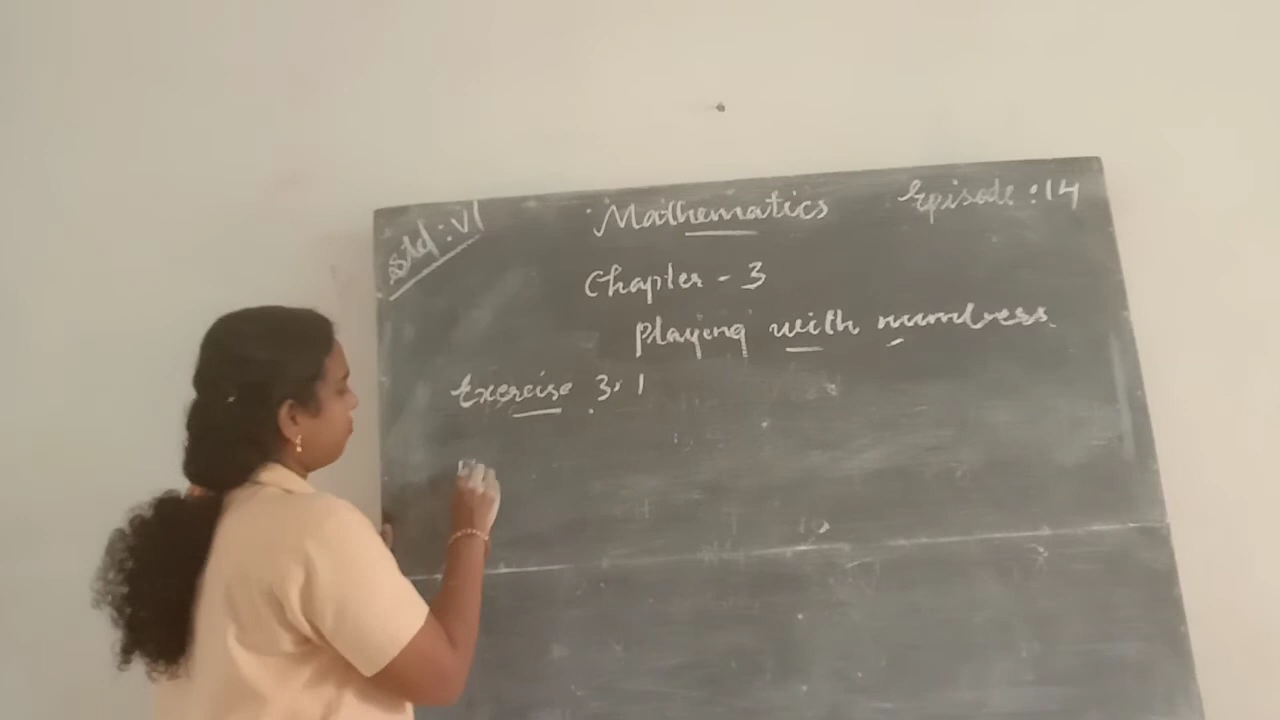 Std : VI
Mathematics
Episode : 14
Chapter - 3
Playing with numbers
Exercise 3.1